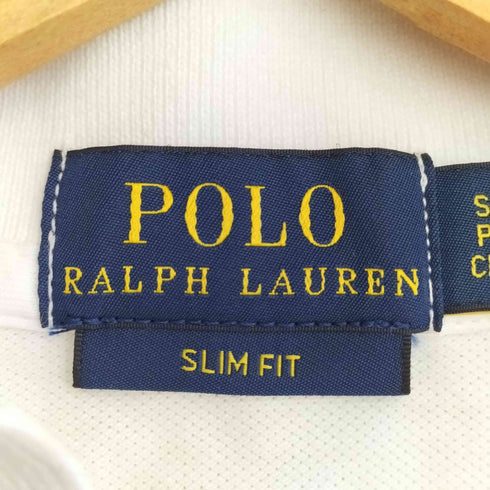 POLO
RALPH LAUREN
SLIM FIT
S
P